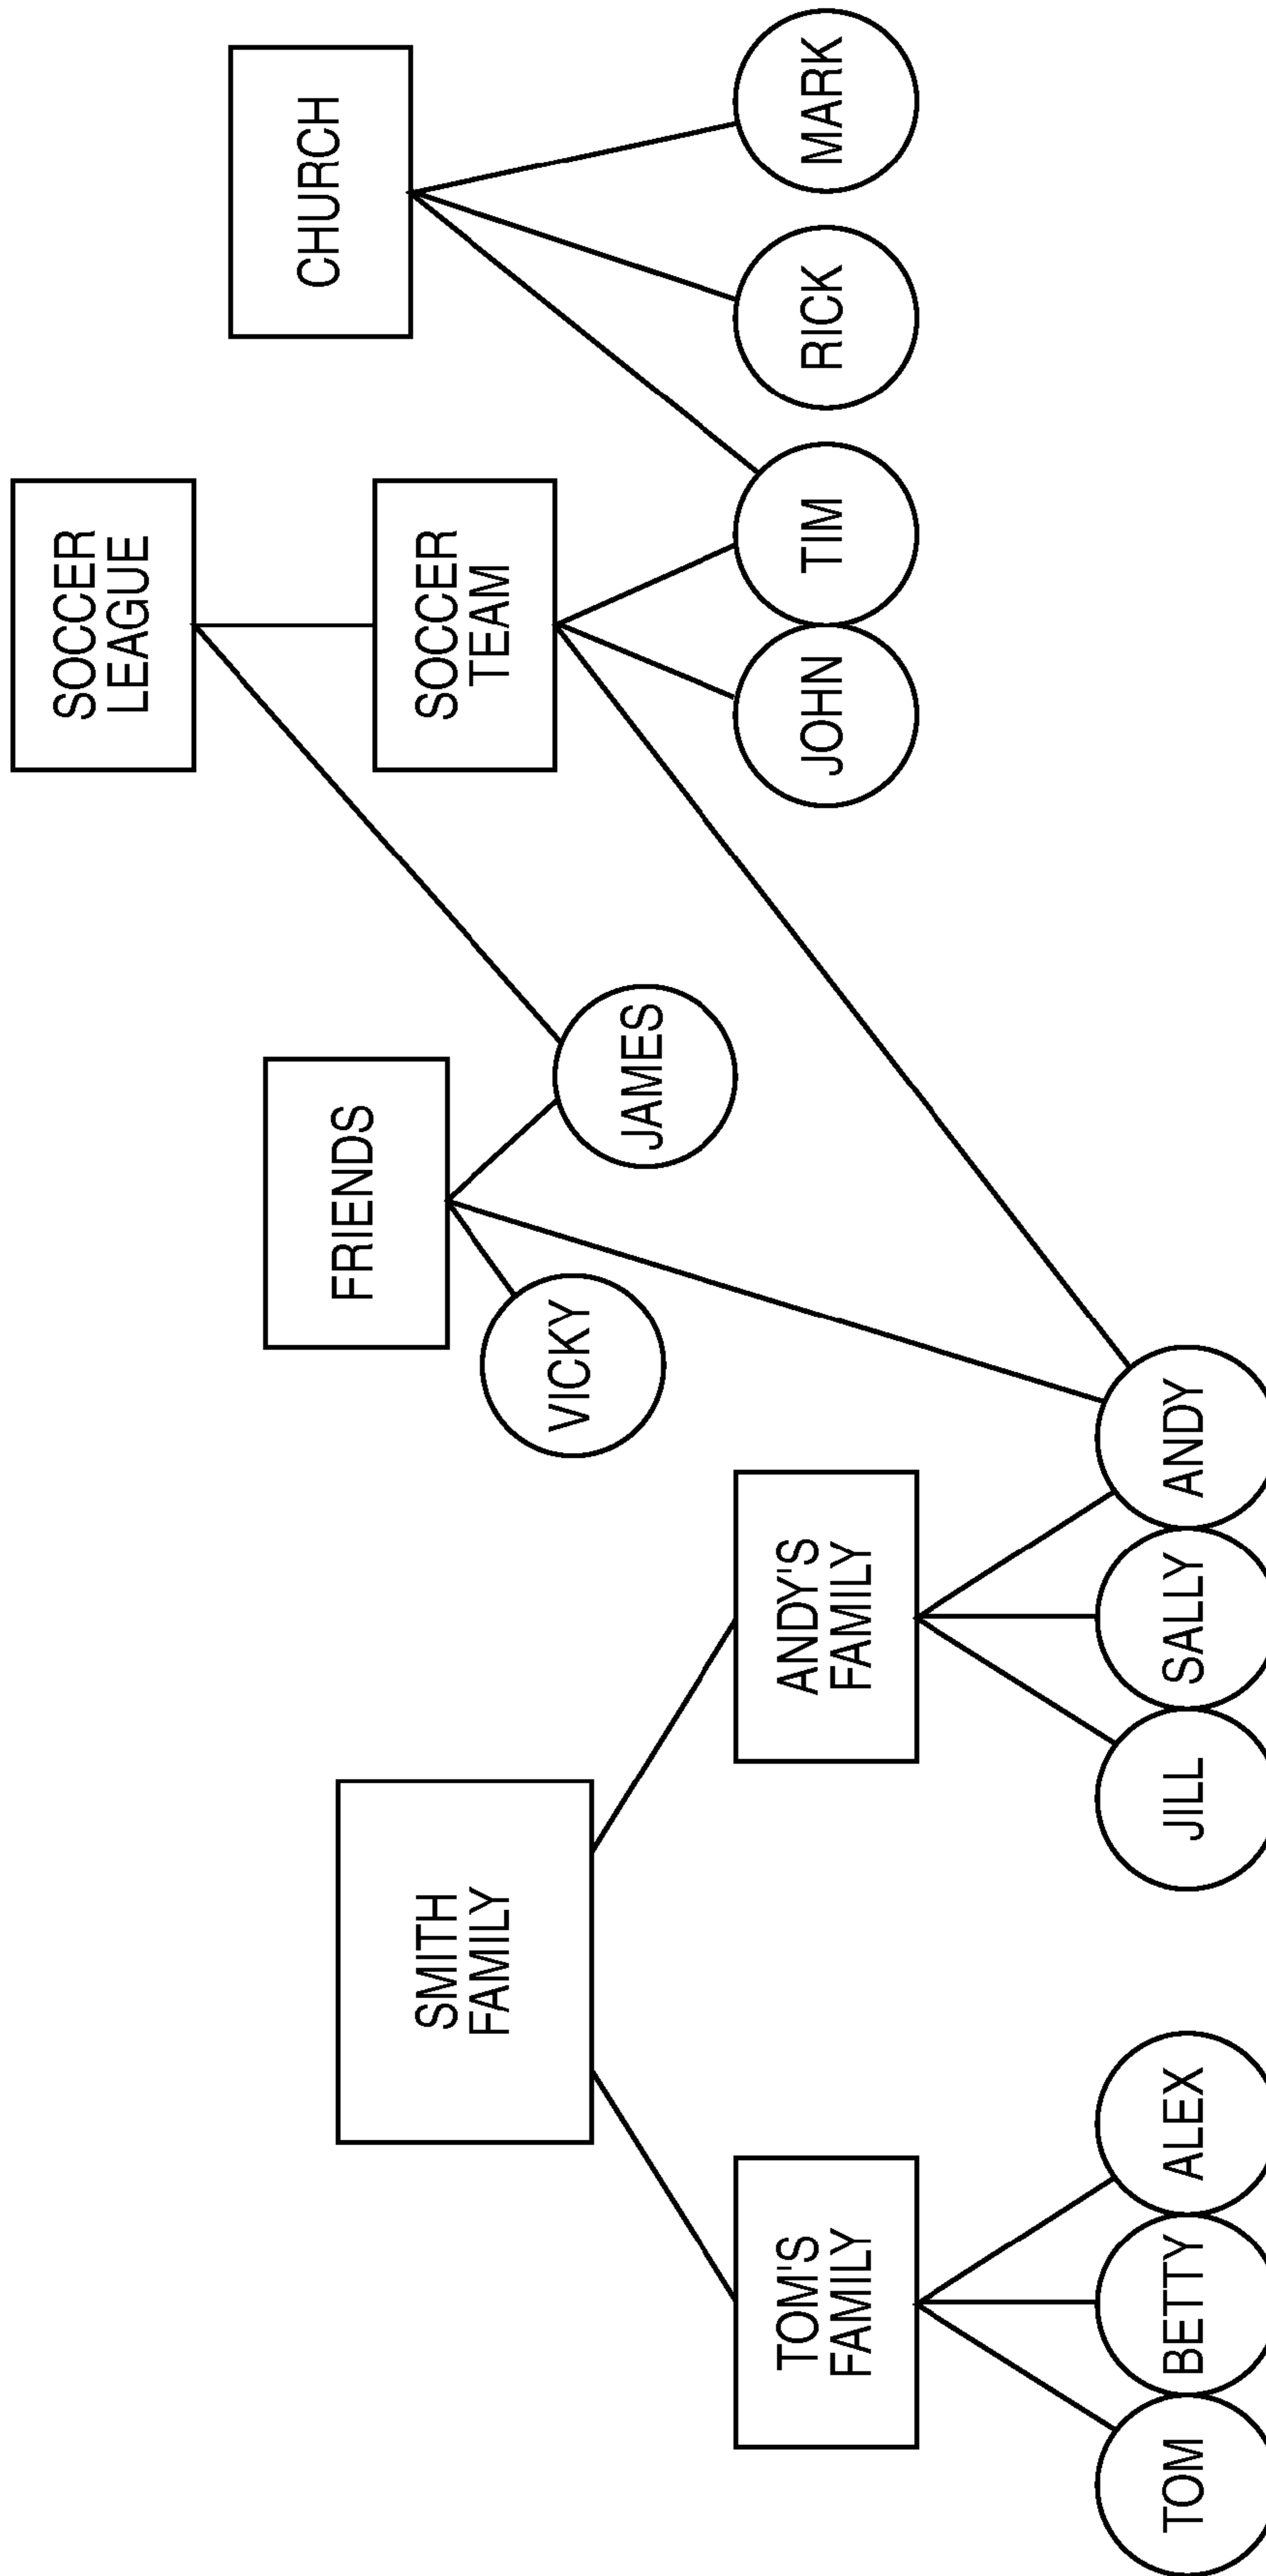 SOCCER
LEAGUE
CHURCH
FRIENDS
SMITH
FAMILY
SOCCER
TEAM
VICKY
JAMES
TOM'S
FAMILY
ANDY'S
FAMILY
JOHN
TIM
RICK
MARK
TOM
BETTY
ALEX
JILL
SALLY
ANDY